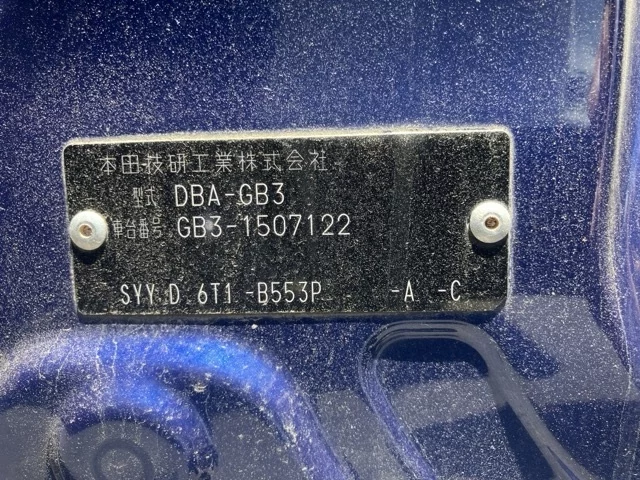 本田技研工業株式会社
型式 DBA-GB3
車台番号 GB3-1507122
SYY D 6T1 -B553P -A -C